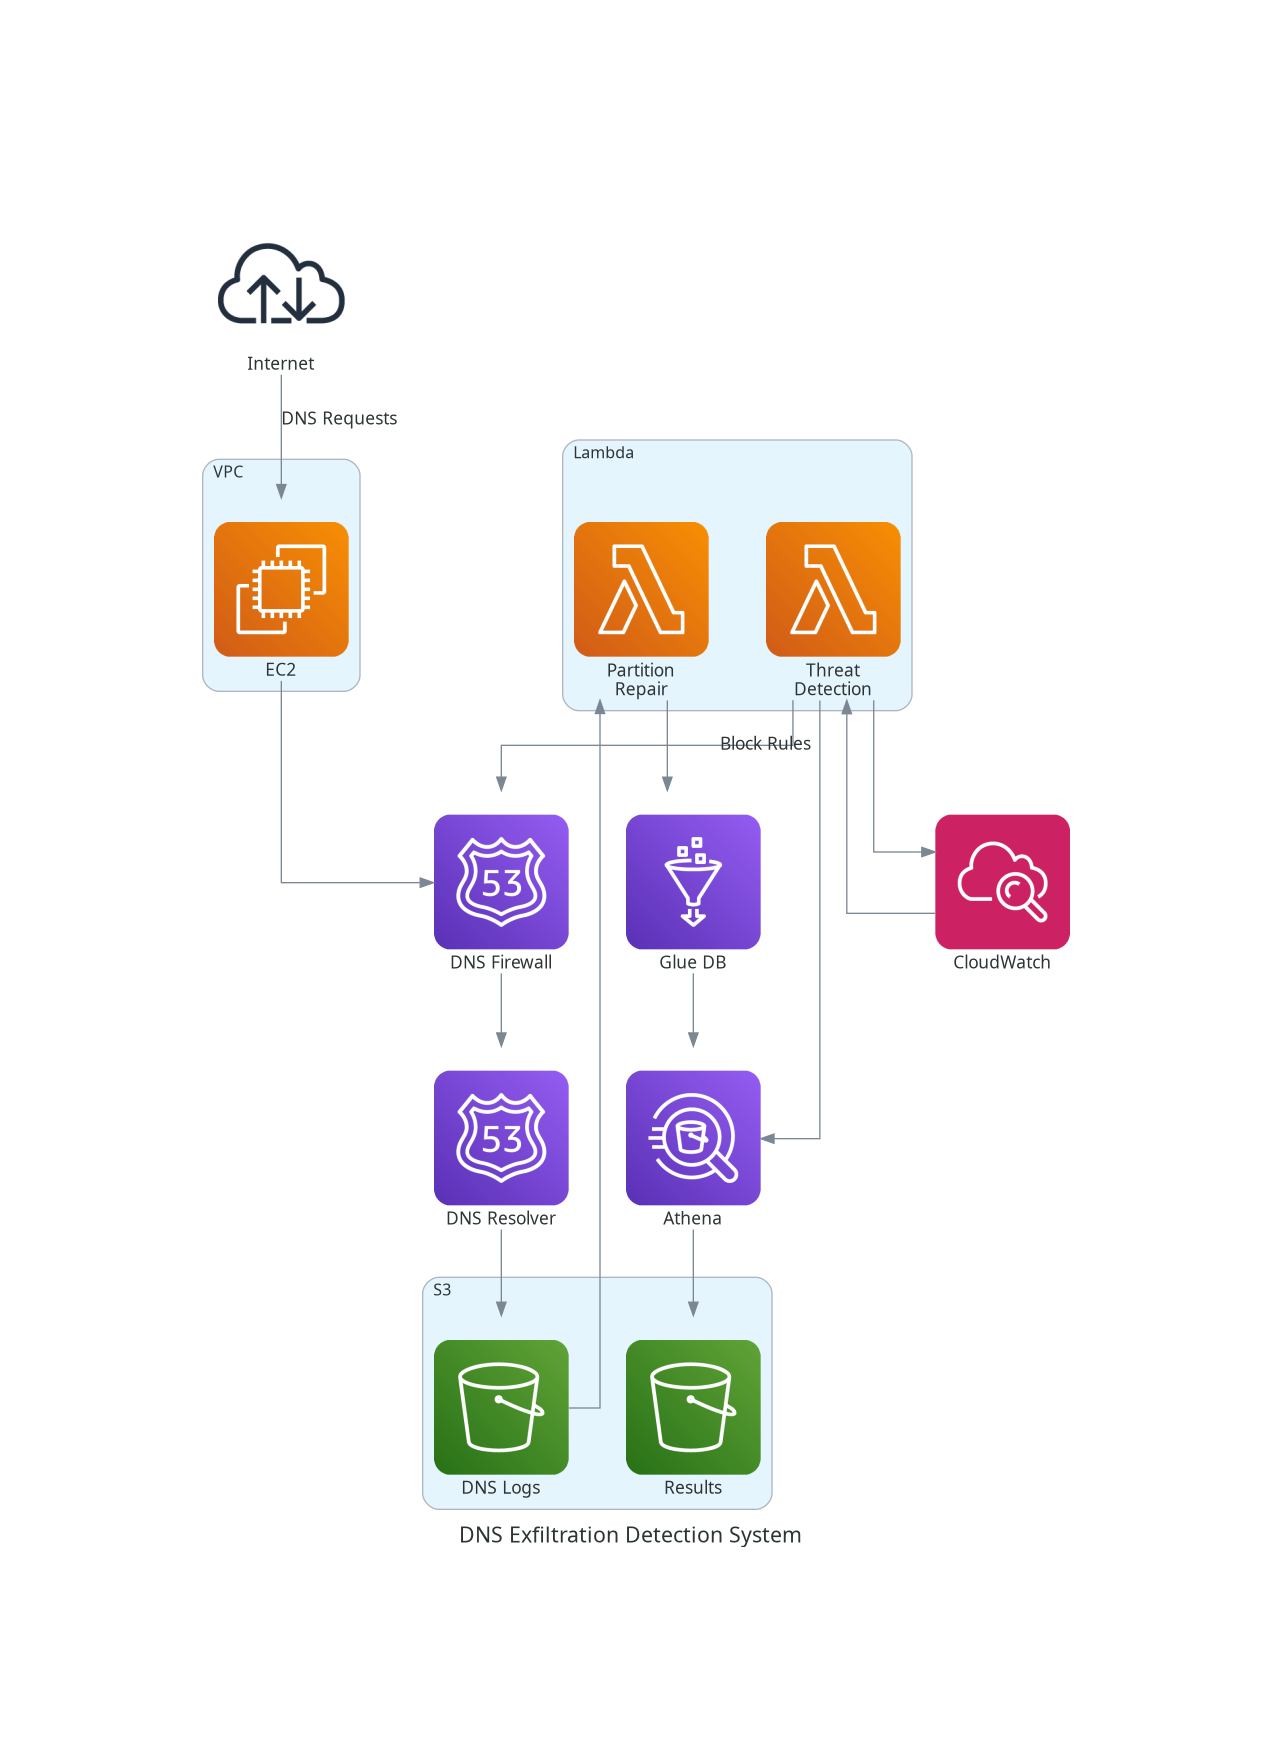 Internet
DNS Requests
VPC
EC2
Lambda
Partition
Repair
Threat
Detection
Block Rules
53
DNS Firewall
Glue DB
CloudWatch
53
DNS Resolver
Athena
S3
DNS Logs
Results
DNS Exfiltration Detection System